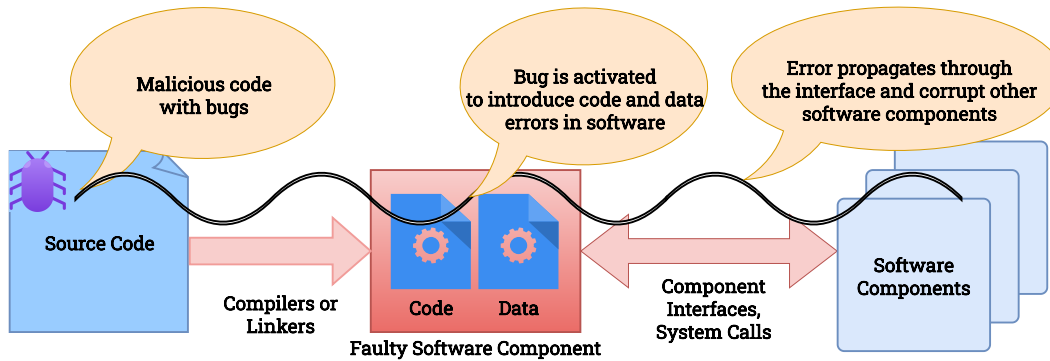 Malicious code
with bugs
Bug is activated
to introduce code and data
errors in software
Error propagates through
the interface and corrupt other
software components
Source Code
Compilers or
Linkers
Code
Data
Faulty Software Component
Component
Interfaces,
System Calls
Software
Components